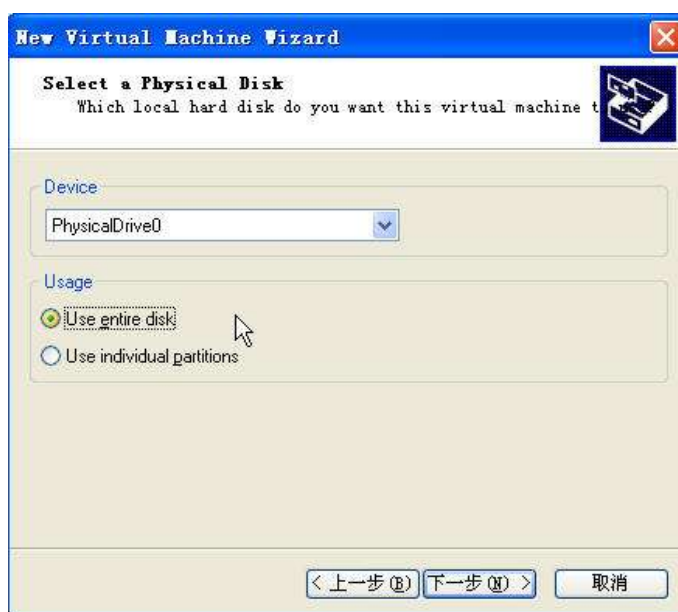 New Virtual Machine Wizard
Select a Physical Disk
Which local hard disk do you want this virtual machine
Device
PhysicalDrive0
Usage
Use entire disk
Use individual partitions
< 上一步(B)
下一步(N) >
取消